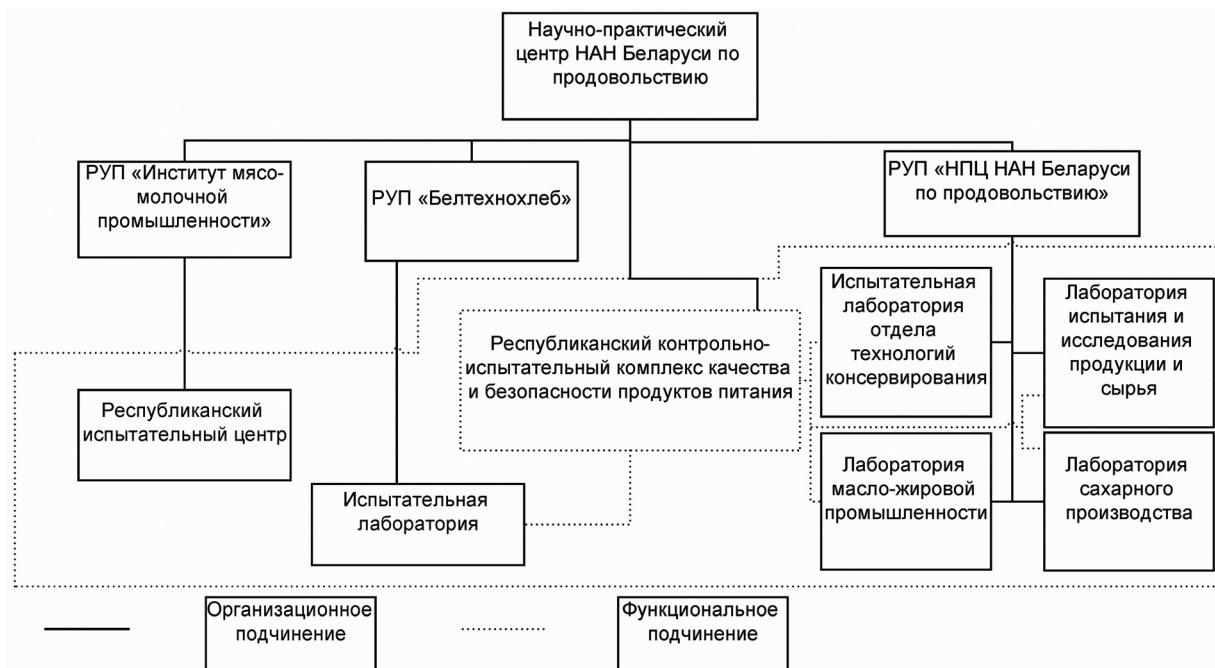 Научно-практический
центр НАН Беларуси по
продовольствию
РУП «Институт мясо-
молочной
промышленности»
РУП «Белтехнохлеб»
РУП «НПЦ НАН Беларуси
по продовольствию»
Республиканский
испытательный центр
Испытательная
лаборатория
Республиканский контрольно-
испытательный комплекс качества
и безопасности продуктов питания
Испытательная
лаборатория
отдела
технологий
консервирования
Лаборатория
испытания и
исследования
продукции и
сырья
Лаборатория
масло-жировой
промышленности
Лаборатория
сахарного
производства
Организационное
подчинение
Функциональное
подчинение